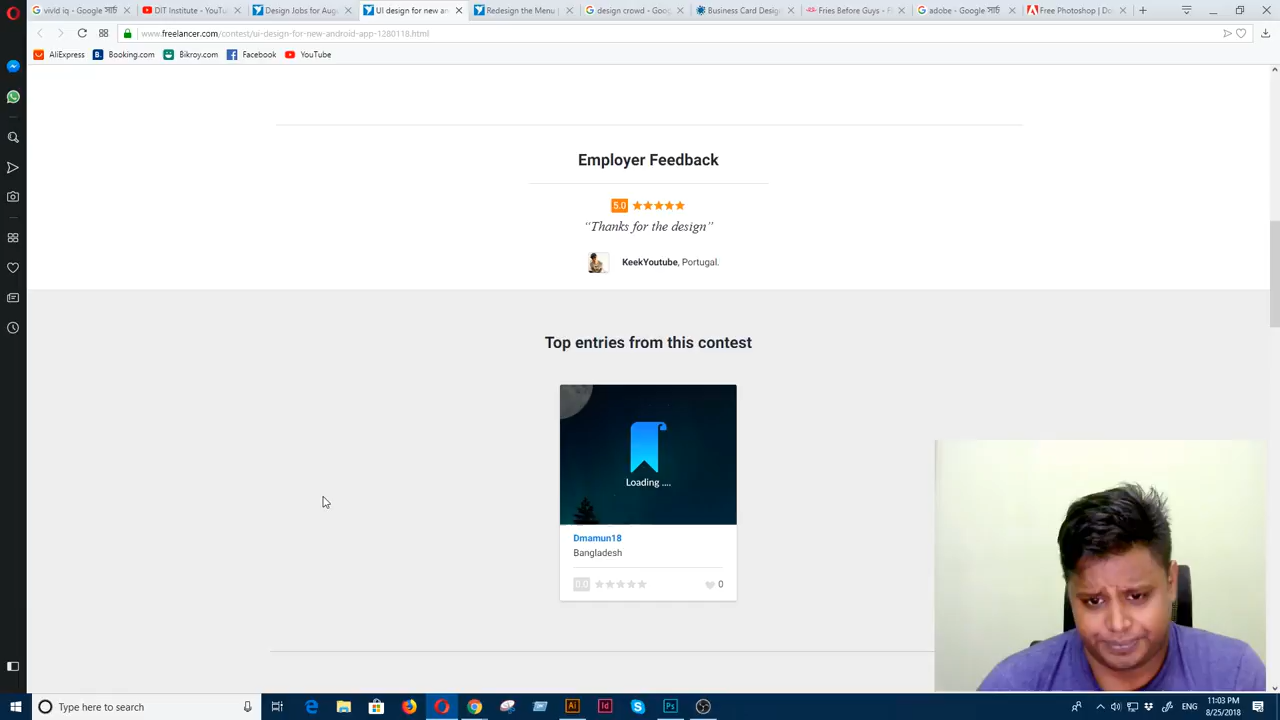 vivid iq - Google সার্চ
DIT Institute - YouTu
Design Jobs for Aug
UI design for new an
Redesign the Menu
design crowd - Goo
Business Card Design
Fries Before Guys -
adobe - Google সার্চ
Free Photoshop | Do
www.freelancer.com/contest/ui-design-for-new-android-app-1280118.html
AliExpress
Booking.com
Bikroy.com
Facebook
YouTube
Employer Feedback
5.0
“Thanks for the design”
KeekYoutube, Portugal.
Top entries from this contest
Loading ....
Dmamun18
Bangladesh
0.0
0
Type here to search
ENG
11:03 PM
8/25/2018